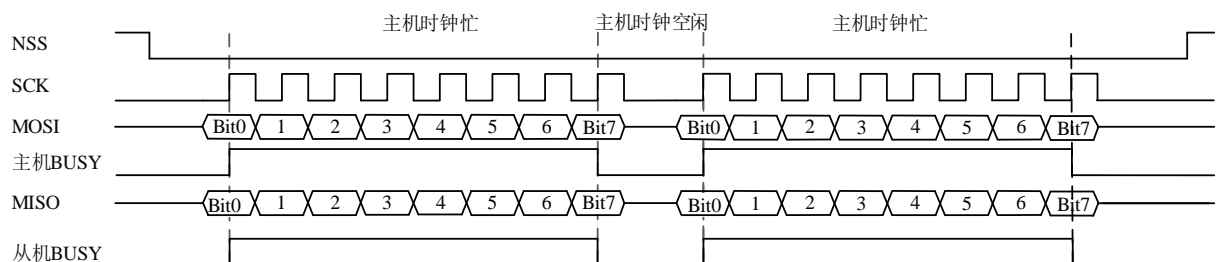 主机时钟忙 主机时钟空闲 主机时钟忙
NSS
SCK
MOSI Bit0 1 2 3 4 5 6 Bit7 Bit0 1 2 3 4 5 6 Bit7
主机BUSY
MISO Bit0 1 2 3 4 5 6 Bit7 Bit0 1 2 3 4 5 6 Bit7
从机BUSY